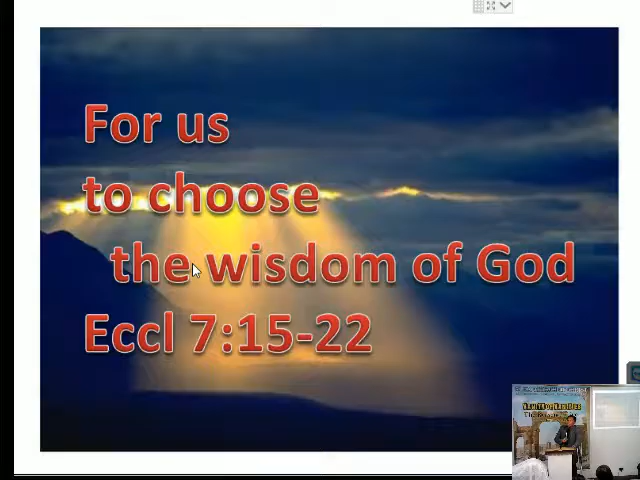 For us
to choose
the wisdom of God
Eccl 7:15-22